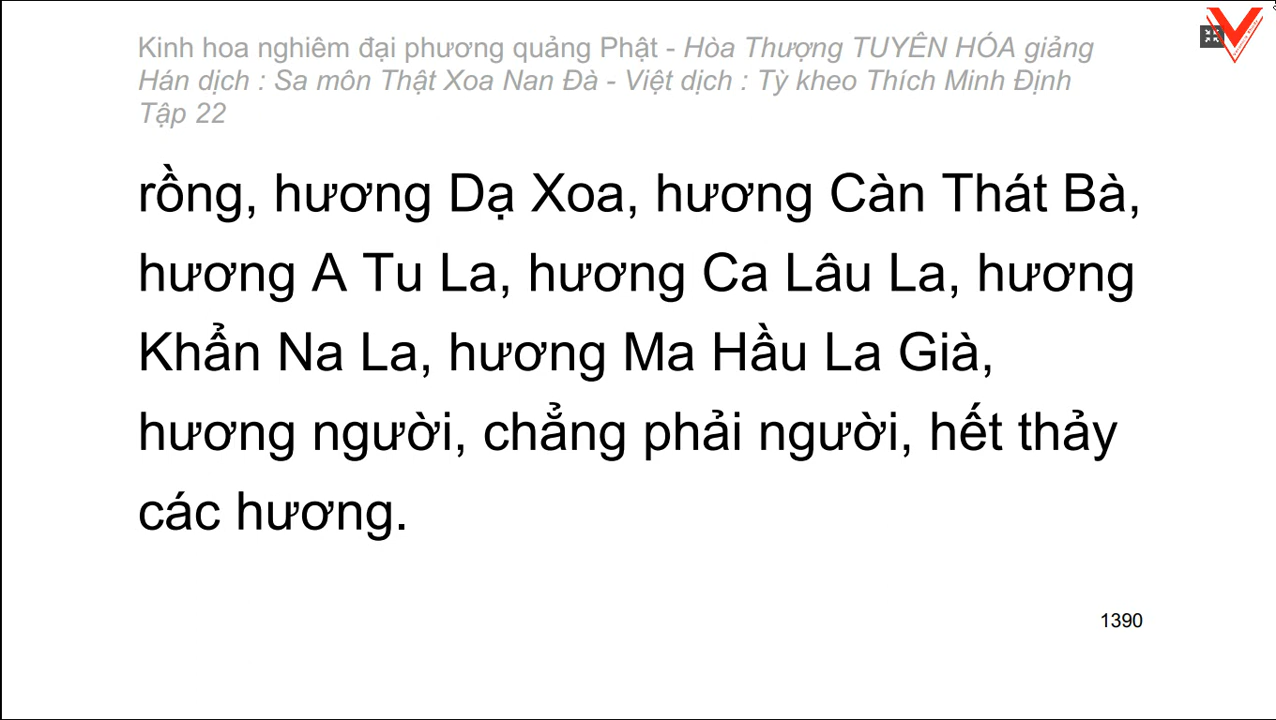 Kinh hoa nghiêm đại phương quảng Phật - Hòa Thượng TUYÊN HÓA giảng
Hán dịch : Sa môn Thật Xoa Nan Đà - Việt dịch : Tỳ kheo Thích Minh Định
Tập 22
rồng, hương Dạ Xoa, hương Càn Thát Bà,
hương A Tu La, hương Ca Lâu La, hương
Khẩn Na La, hương Ma Hầu La Già,
hương người, chẳng phải người, hết thảy
các hương.
1390